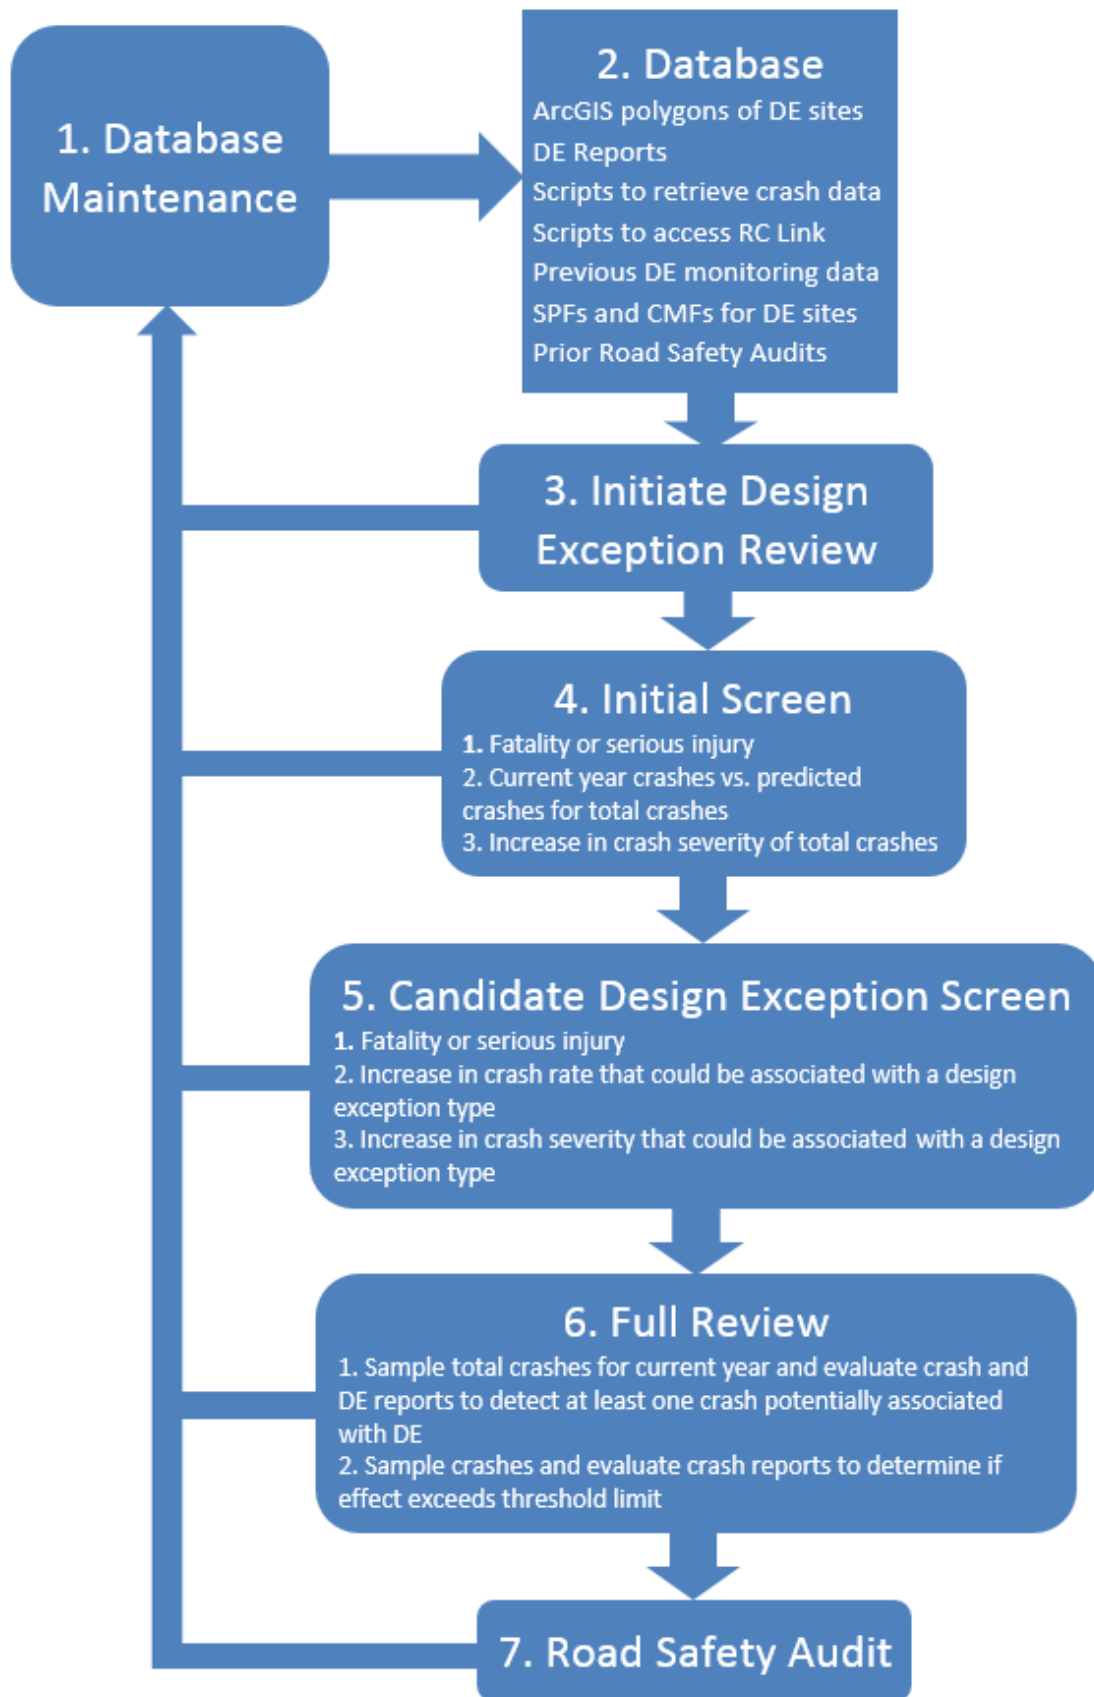 1. Database
Maintenance
2. Database
ArcGIS polygons of DE sites
DE Reports
Scripts to retrieve crash data
Scripts to access RC Link
Previous DE monitoring data
SPFs and CMFs for DE sites
Prior Road Safety Audits
3. Initiate Design
Exception Review
4. Initial Screen
1. Fatality or serious injury
2. Current year crashes vs. predicted
crashes for total crashes
3. Increase in crash severity of total crashes
5. Candidate Design Exception Screen
1. Fatality or serious injury
2. Increase in crash rate that could be associated with a design
exception type
3. Increase in crash severity that could be associated with a design
exception type
6. Full Review
1. Sample total crashes for current year and evaluate crash and
DE reports to detect at least one crash potentially associated
with DE
2. Sample crashes and evaluate crash reports to determine if
effect exceeds threshold limit
7. Road Safety Audit